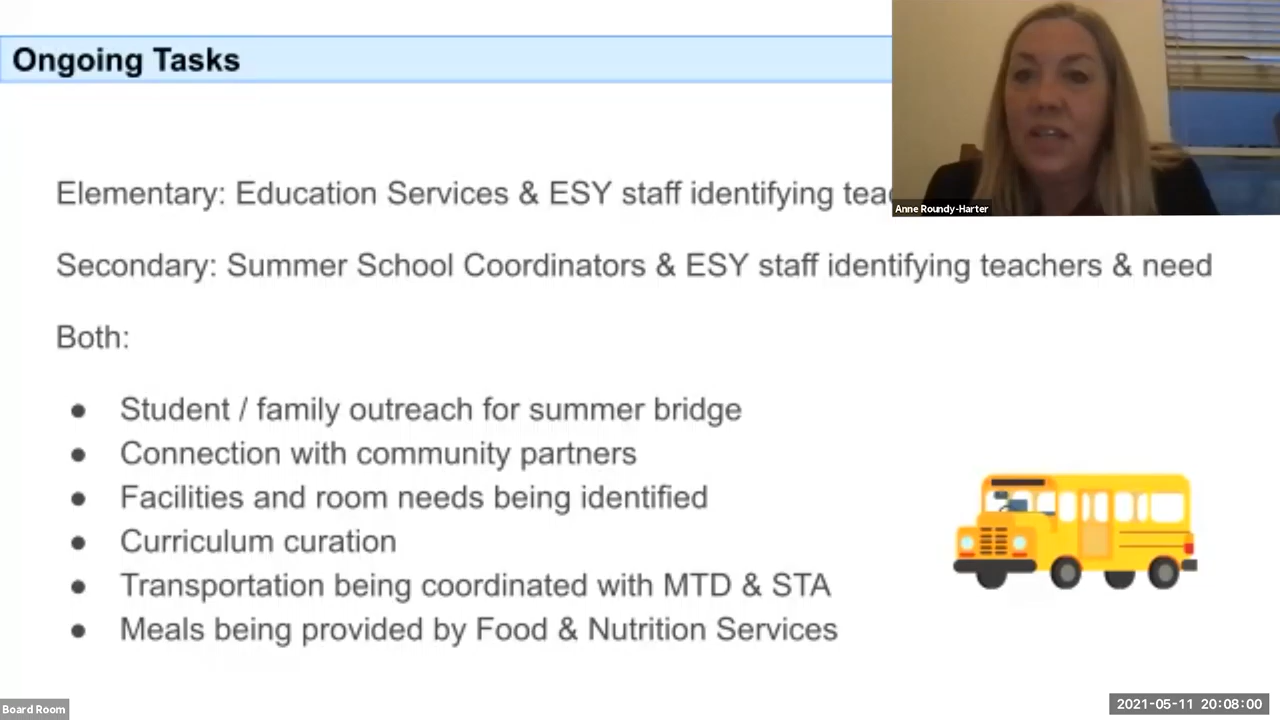 Ongoing Tasks
Anne Roundy-Harter
Elementary: Education Services & ESY staff identifying
Secondary: Summer School Coordinators & ESY staff identifying teachers & need
Both:
● Student / family outreach for summer bridge
● Connection with community partners
● Facilities and room needs being identified
● Curriculum curation
● Transportation being coordinated with MTD & STA
● Meals being provided by Food & Nutrition Services
Board Room
2021-05-11 20:08:00